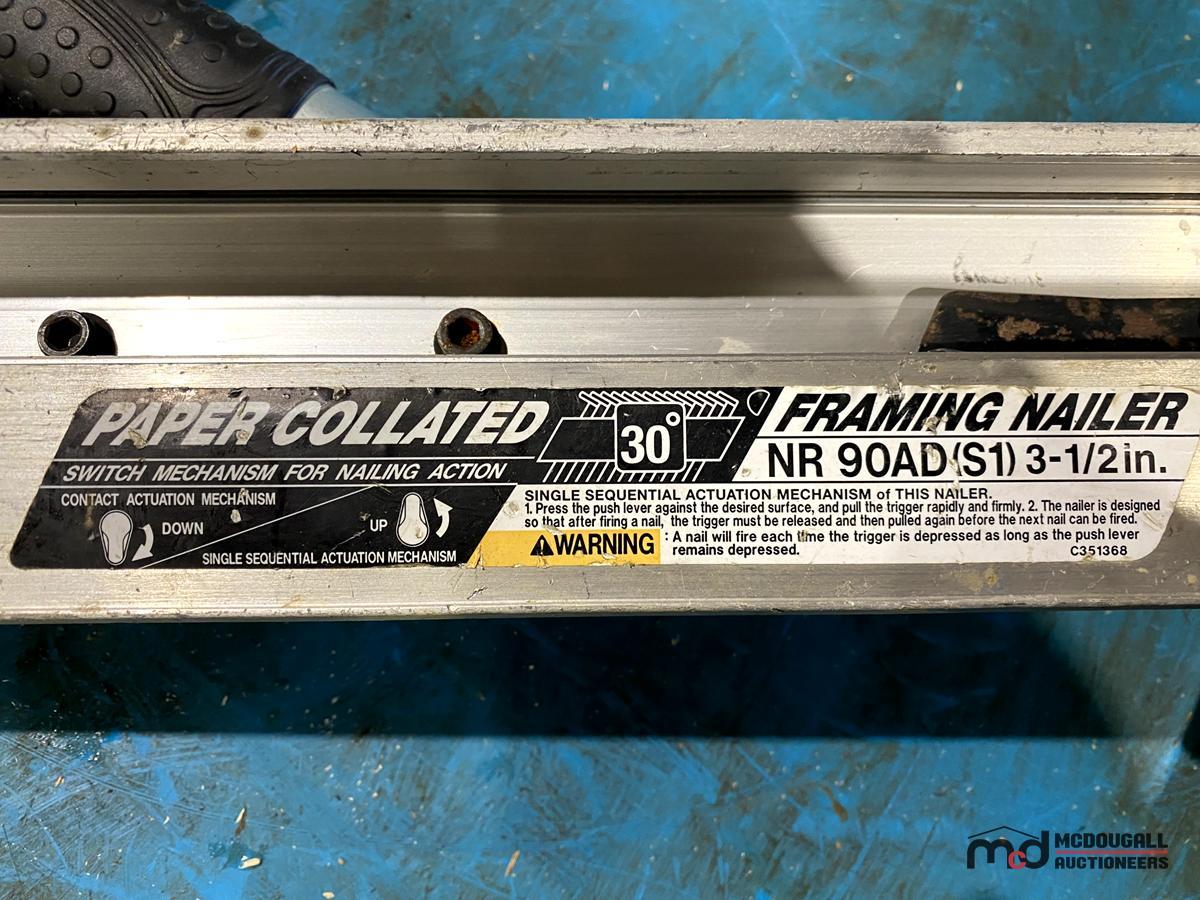 PAPER COLLATED
30°
SWITCH MECHANISM FOR NAILING ACTION
CONTACT ACTUATION MECHANISM
DOWN
UP
SINGLE SEQUENTIAL ACTUATION MECHANISM
FRAMING NAILER
NR 90AD(S1) 3-1/2in.
SINGLE SEQUENTIAL ACTUATION MECHANISM of THIS NAILER.
1. Press the push lever against the desired surface, and pull the trigger rapidly and firmly. 2. The nailer is designed
so that after firing a nail, the trigger must be released and then pulled again before the next nail can be fired.
WARNING : A nail will fire each time the trigger is depressed as long as the push lever
remains depressed.
C351368
mcd MCDOUGALL
AUCTIONEERS